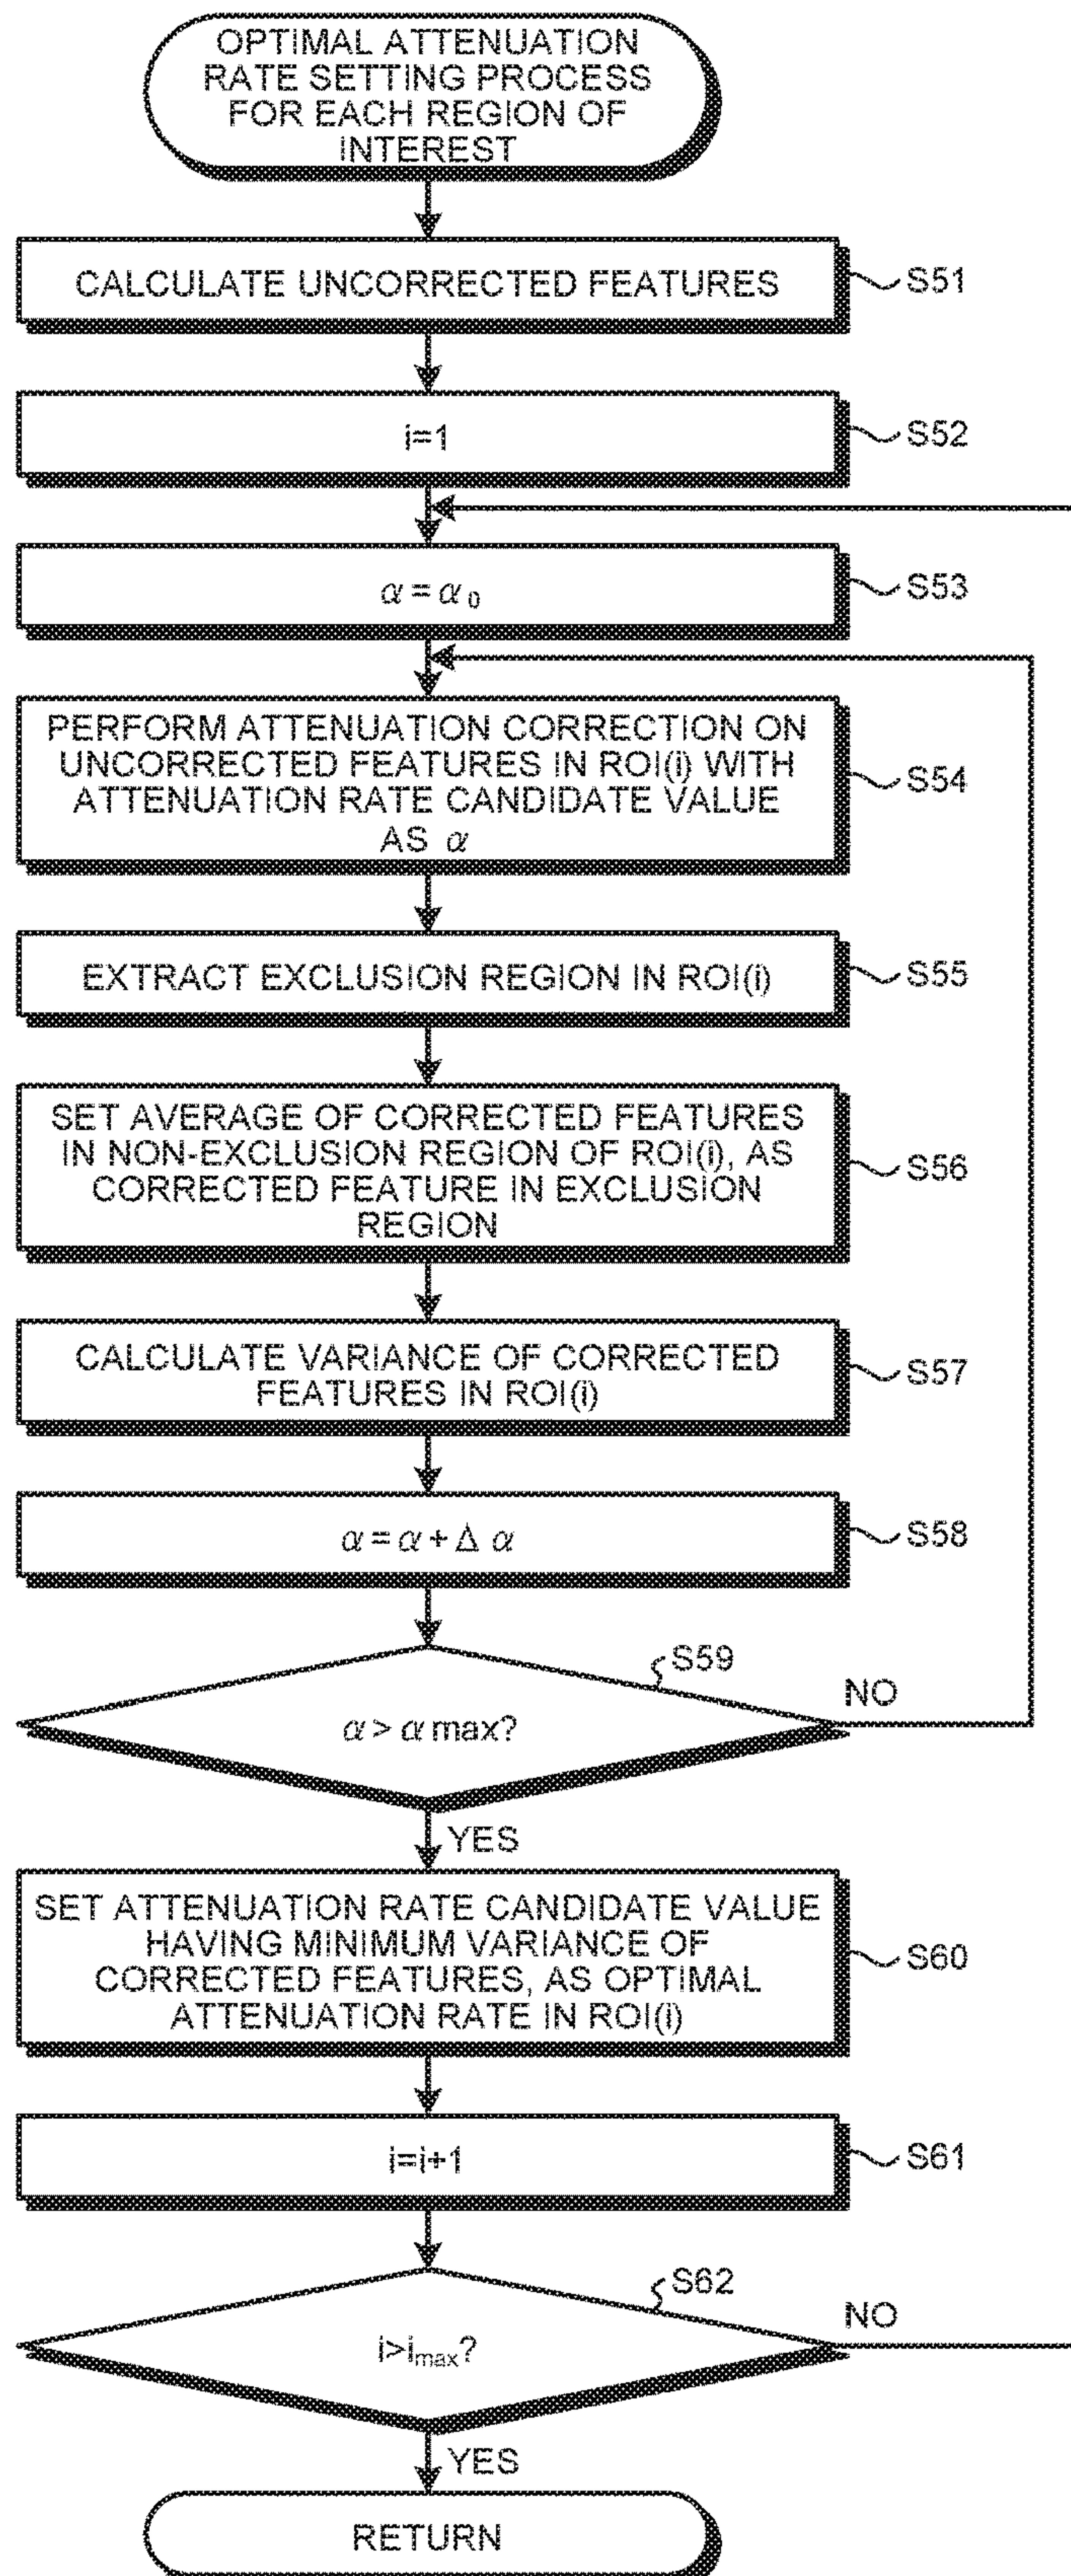 OPTIMAL ATTENUATION
RATE SETTING PROCESS
FOR EACH REGION OF
INTEREST
CALCULATE UNCORRECTED FEATURES
S51
i=1
S52
α = α₀
S53
PERFORM ATTENUATION CORRECTION ON
UNCORRECTED FEATURES IN ROI(i) WITH
ATTENUATION RATE CANDIDATE VALUE
AS α
S54
EXTRACT EXCLUSION REGION IN ROI(i)
S55
SET AVERAGE OF CORRECTED FEATURES
IN NON-EXCLUSION REGION OF ROI(i), AS
CORRECTED FEATURE IN EXCLUSION
REGION
S56
CALCULATE VARIANCE OF CORRECTED
FEATURES IN ROI(i)
S57
α = α + Δ α
S58
S59
α > α max?
NO
YES
SET ATTENUATION RATE CANDIDATE VALUE
HAVING MINIMUM VARIANCE OF
CORRECTED FEATURES, AS OPTIMAL
ATTENUATION RATE IN ROI(i)
S60
i=i+1
S61
S62
i>imax?
NO
YES
RETURN